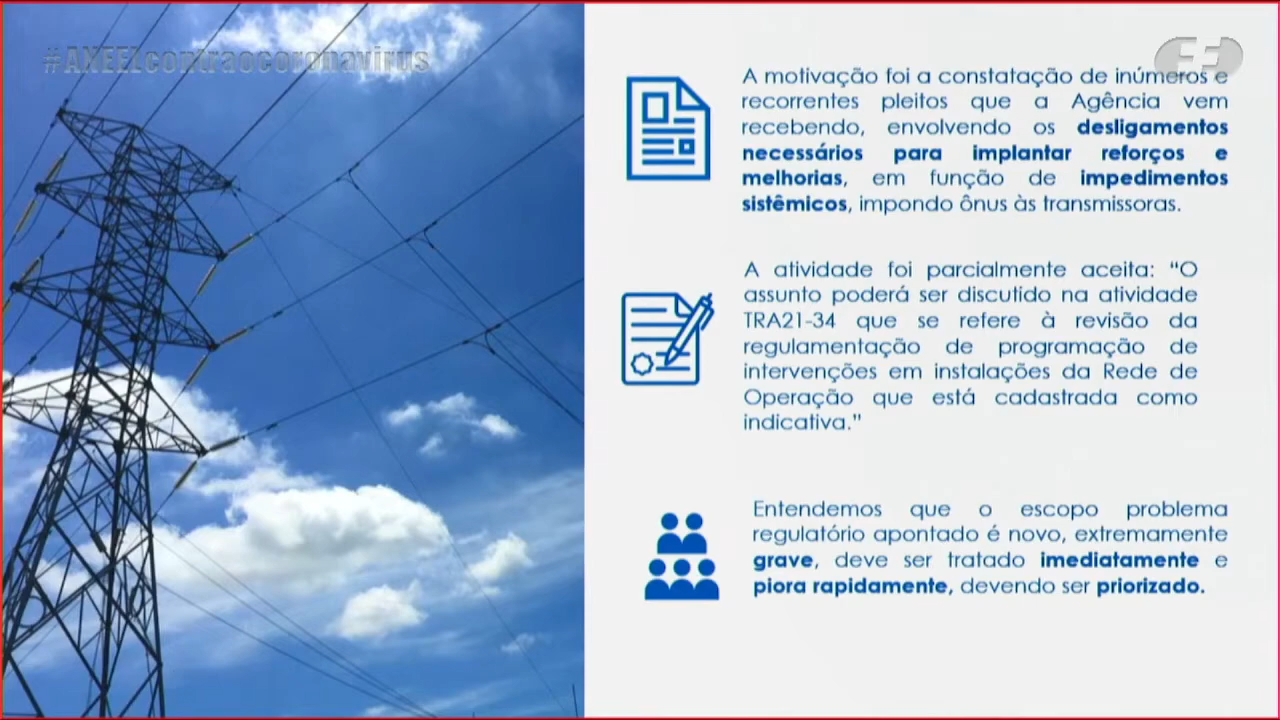 #ANEELcontraocoronavirus
A motivação foi a constatação de inúmeros e
recorrentes pleitos que a Agência vem
recebendo, envolvendo os desligamentos
necessários para implantar reforços e
melhorias, em função de impedimentos
sistêmicos, impondo ônus às transmissoras.
A atividade foi parcialmente aceita: “O
assunto poderá ser discutido na atividade
TRA21-34 que se refere à revisão da
regulamentação de programação de
intervenções em instalações da Rede de
Operação que está cadastrada como
indicativa.”
Entendemos que o escopo problema
regulatório apontado é novo, extremamente
grave, deve ser tratado imediatamente e
piora rapidamente, devendo ser priorizado.